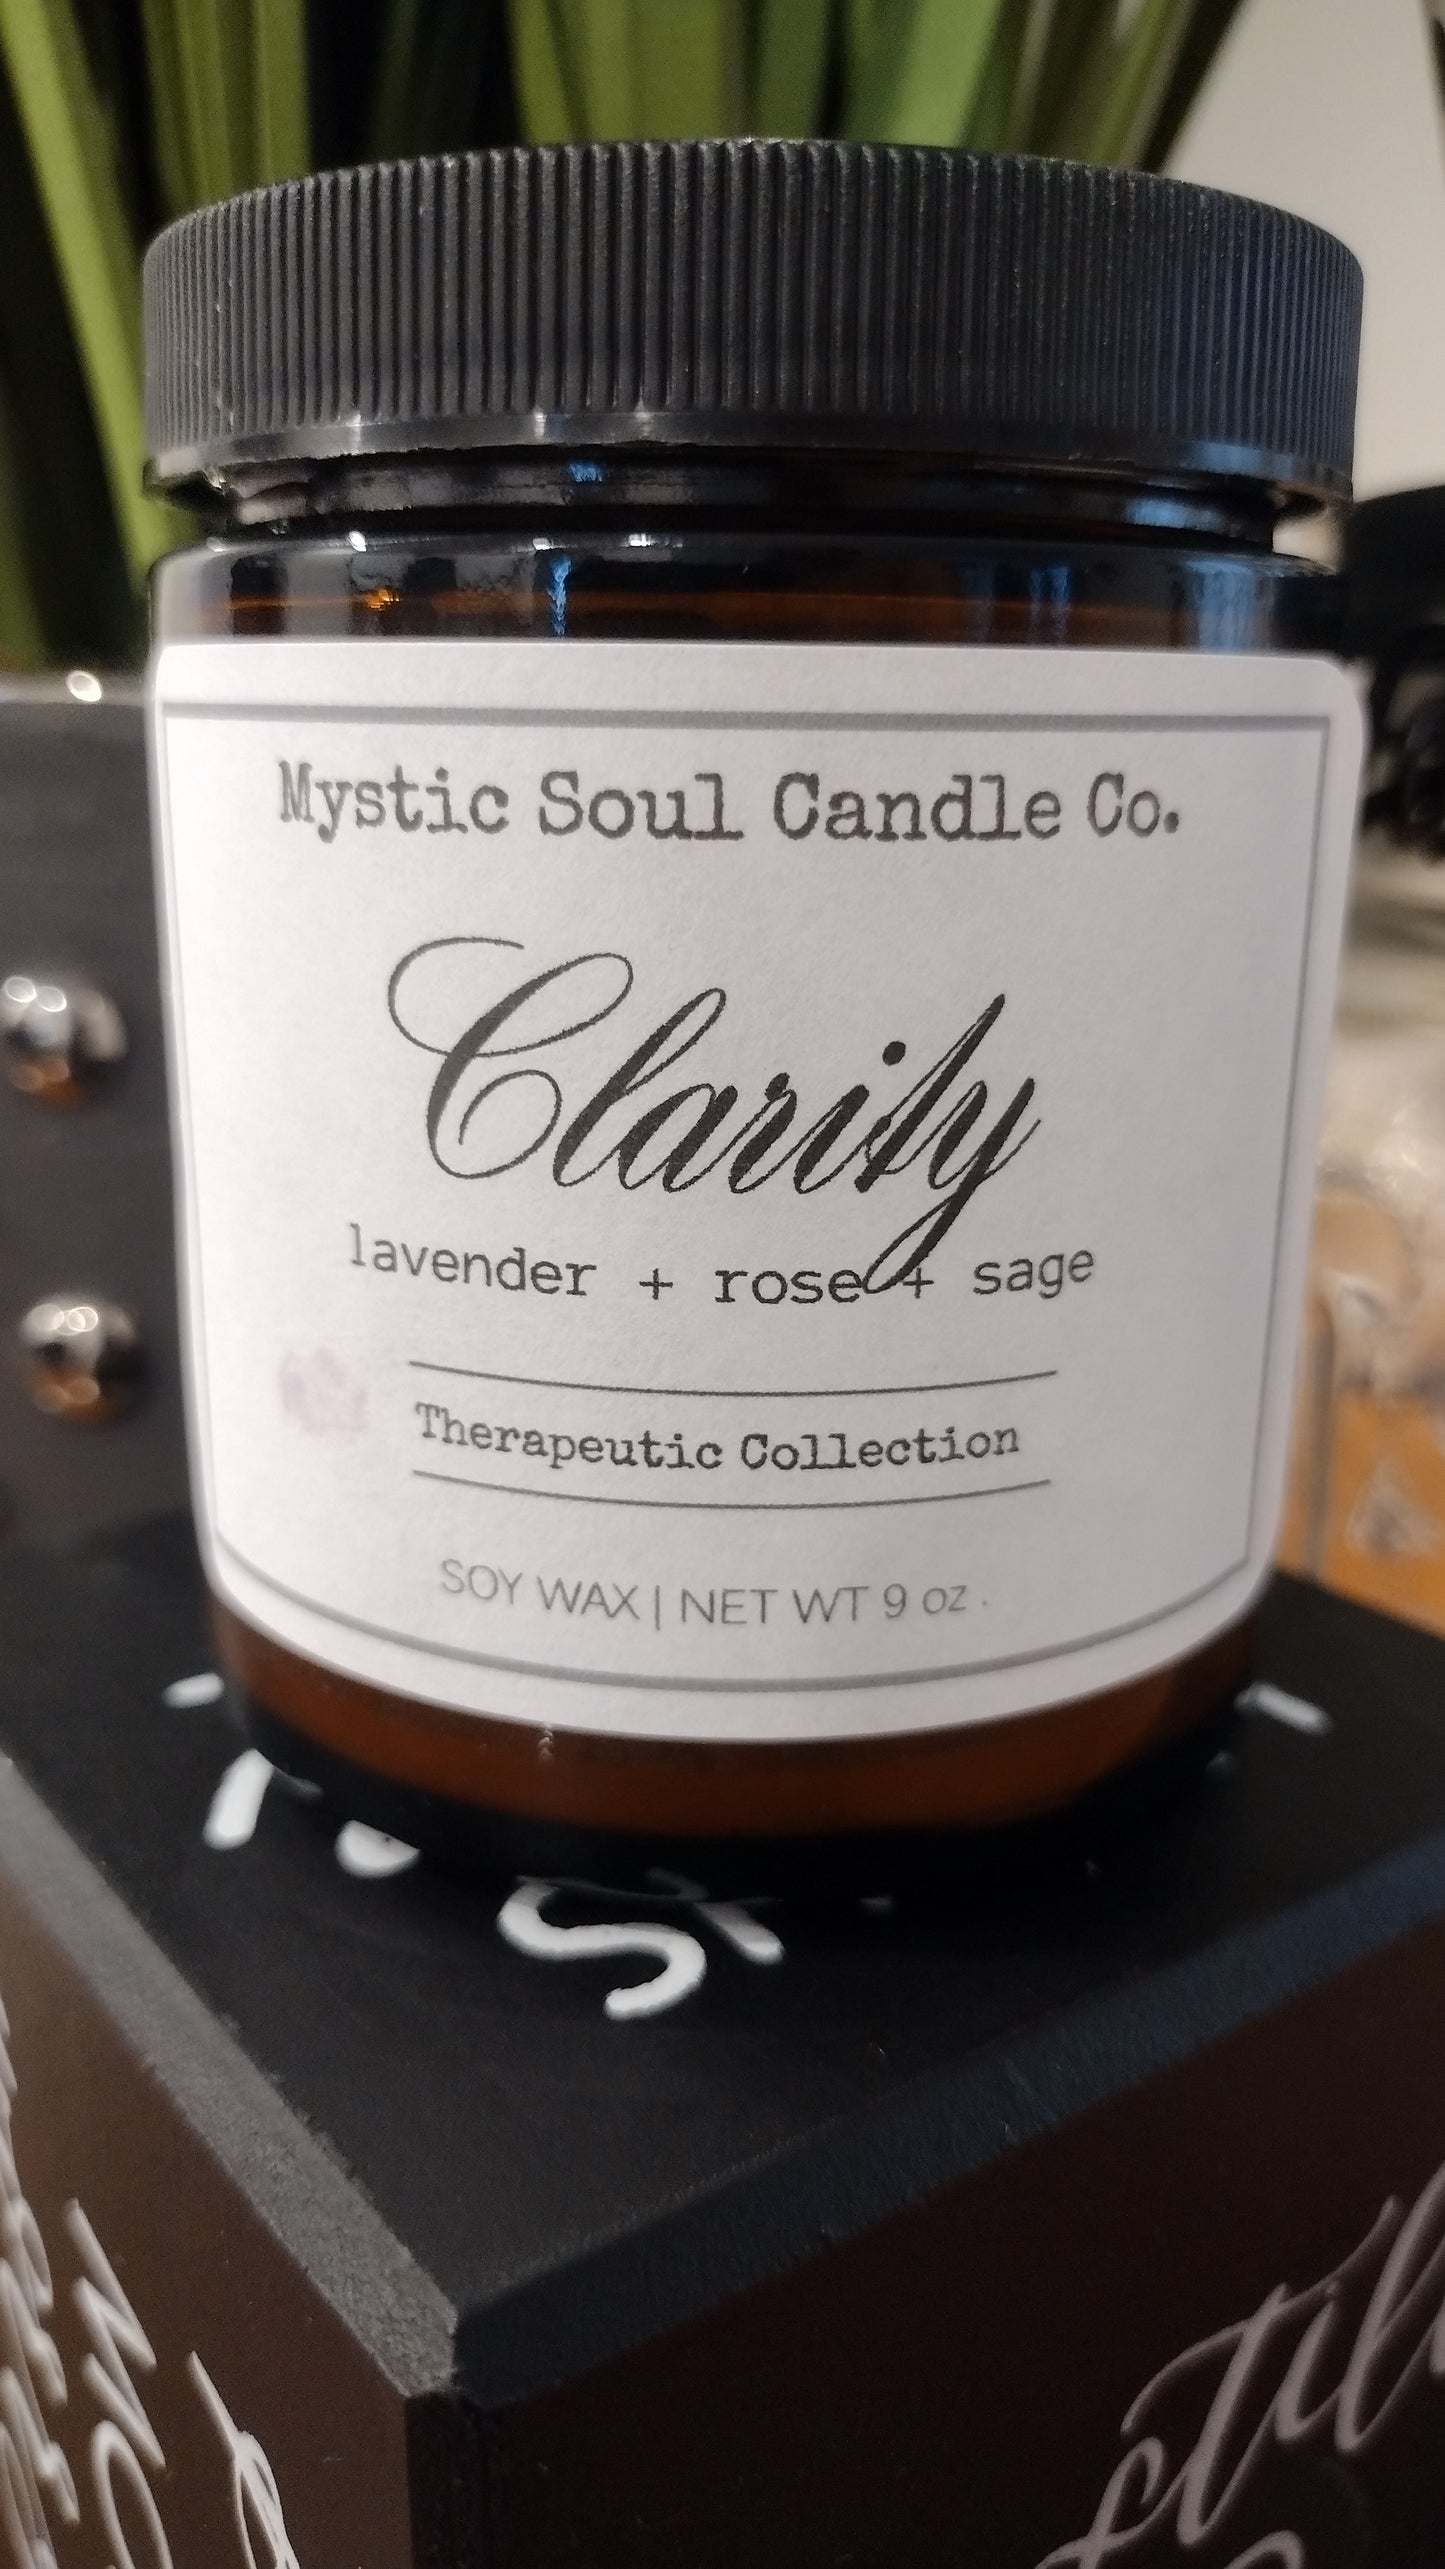 Mystic Soul Candle Co.
Clarity
lavender + rose + sage
Therapeutic Collection
SOY WAX | NET WT 9 oz .